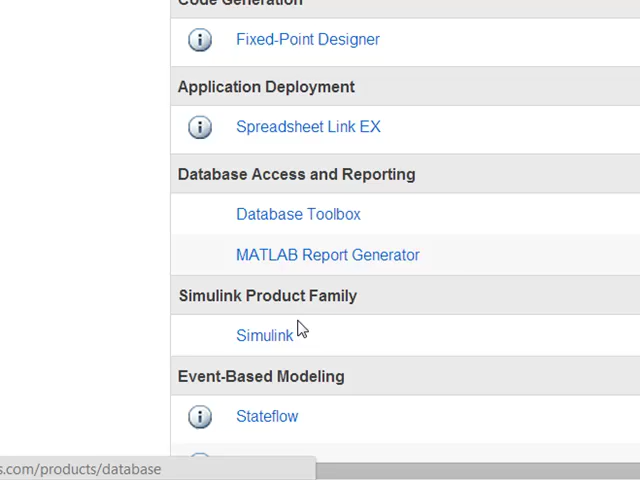 Code Generation
Fixed-Point Designer
Application Deployment
Spreadsheet Link EX
Database Access and Reporting
Database Toolbox
MATLAB Report Generator
Simulink Product Family
Simulink
Event-Based Modeling
Stateflow
s.com/products/database